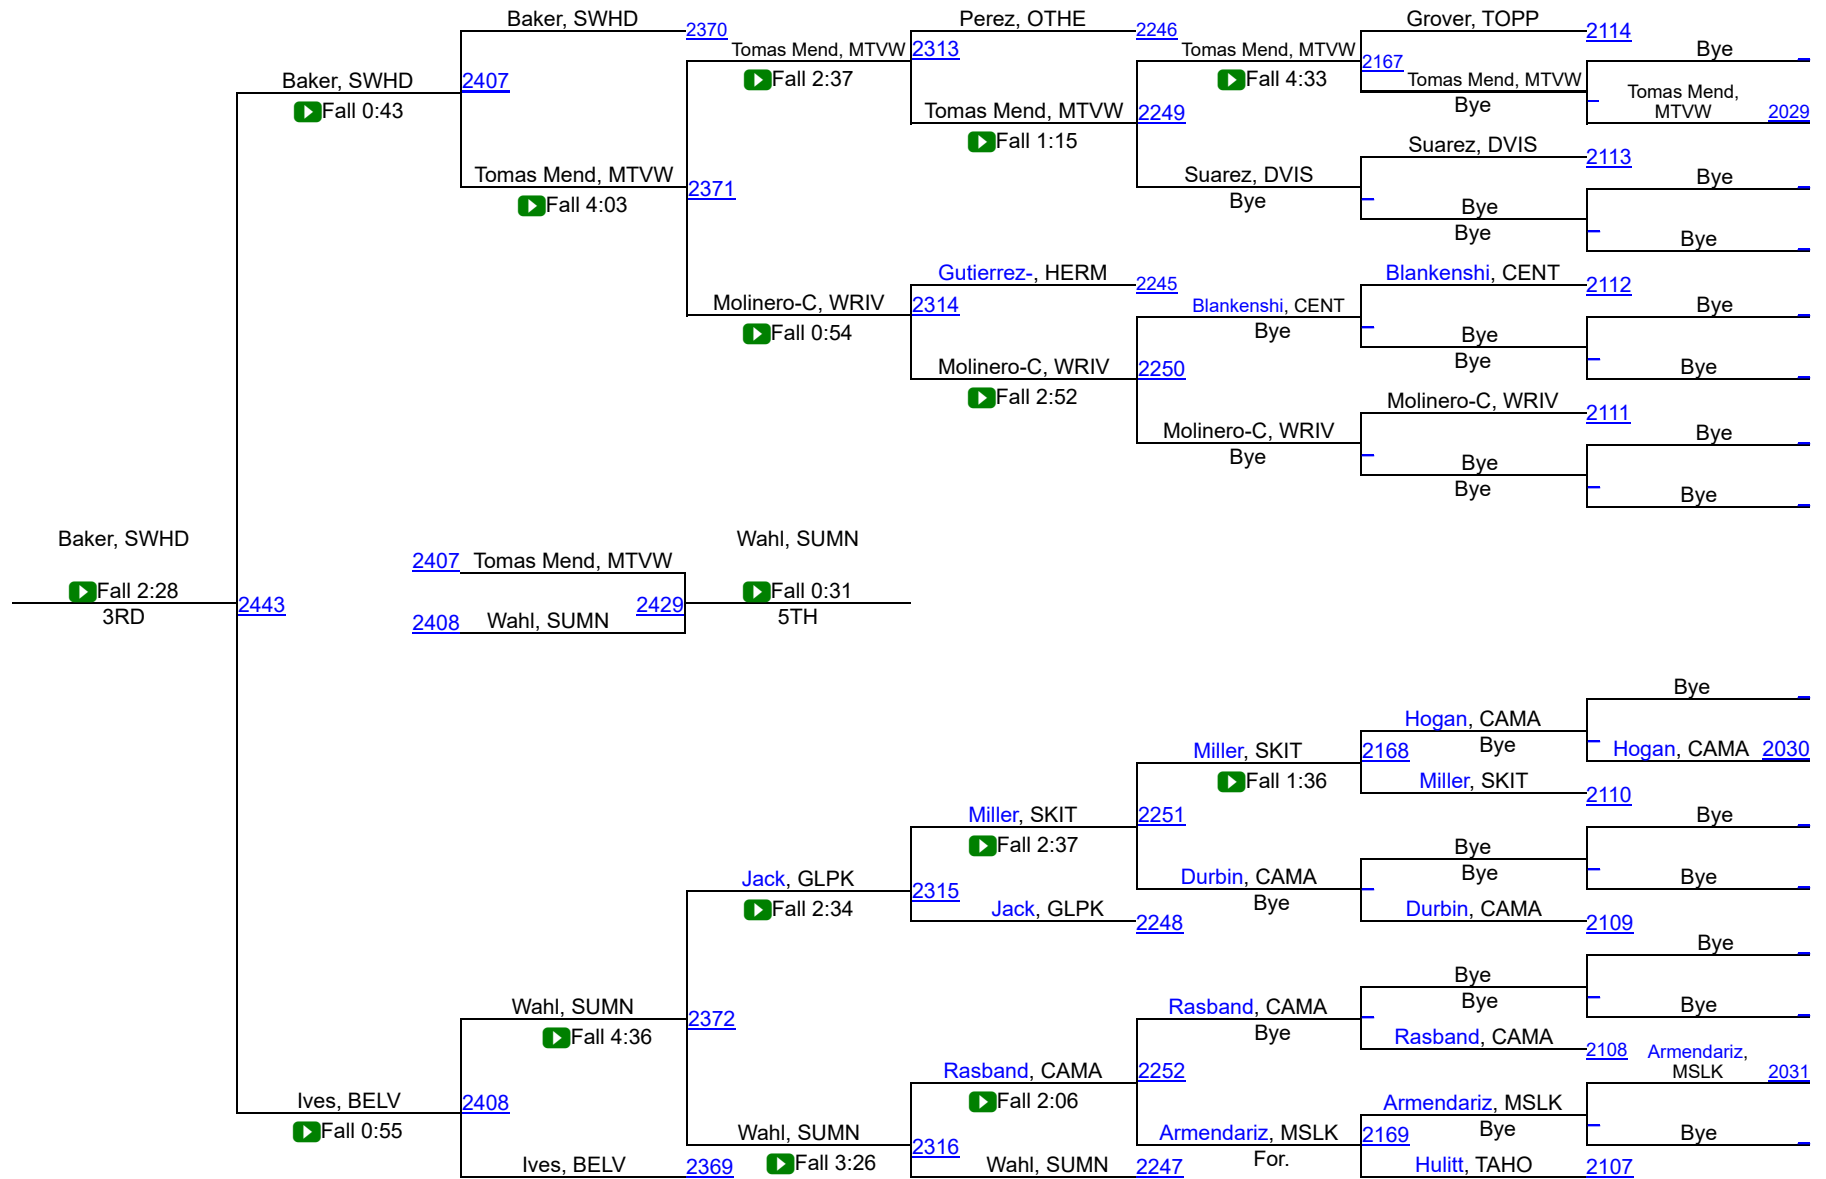 Baker, SWHD
2370
Perez, OTHE
2246
Grover, TOPP
2114
Bye
Tomas Mend, MTVW
2313
Tomas Mend, MTVW
2167
Baker, SWHD
2407
Fall 2:37
Fall 4:33
Tomas Mend, MTVW
Bye
Tomas Mend,
MTVW
2029
Fall 0:43
Tomas Mend, MTVW
2249
Fall 1:15
Suarez, DVIS
2113
Tomas Mend, MTVW
2371
Suarez, DVIS
Bye
Bye
Fall 4:03
Bye
Bye
Bye
Gutierrez-, HERM
2245
Blankenshi, CENT
2112
Molinero-C, WRIV
2314
Blankenshi, CENT
Bye
Fall 0:54
Bye
Bye
Bye
Molinero-C, WRIV
2250
Bye
Fall 2:52
Molinero-C, WRIV
2111
Molinero-C, WRIV
Bye
Bye
Bye
Bye
Bye
Baker, SWHD
Wahl, SUMN
2407
Tomas Mend, MTVW
Fall 2:28
Fall 0:31
2443
2429
3RD
2408
Wahl, SUMN
5TH
Bye
Hogan, CAMA
Bye
Miller, SKIT
2168
Hogan, CAMA
2030
Fall 1:36
Miller, SKIT
2110
Miller, SKIT
2251
Bye
Fall 2:37
Bye
Bye
Jack, GLPK
2315
Durbin, CAMA
Bye
Bye
Fall 2:34
Jack, GLPK
2248
Durbin, CAMA
2109
Bye
Bye
Bye
Wahl, SUMN
2372
Rasband, CAMA
Bye
Bye
Fall 4:36
Rasband, CAMA
2108
Armendariz,
MSLK
2031
Rasband, CAMA
2252
Ives, BELV
2408
Fall 2:06
Armendariz, MSLK
Bye
Fall 0:55
Wahl, SUMN
2316
Armendariz, MSLK
For.
2169
Bye
Ives, BELV
2369
Fall 3:26
Wahl, SUMN
2247
Hulitt, TAHO
2107